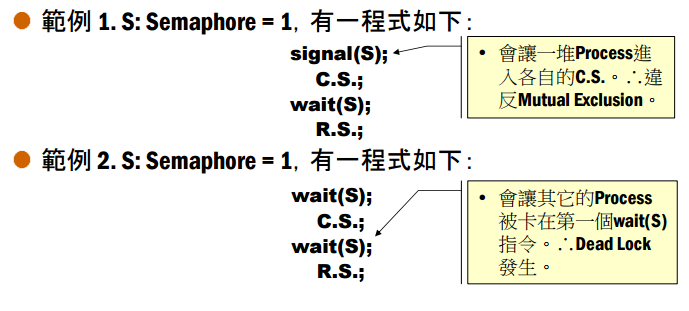 範例 1. S: Semaphore = 1, 有一程式如下:
signal(S);
C.S.;
wait(S);
R.S.;
• 會讓一堆Process進
入各自的C.S.。∴違
反Mutual Exclusion。
範例 2. S: Semaphore = 1, 有一程式如下:
wait(S);
C.S.;
wait(S);
R.S.;
• 會讓其它的Process
被卡在第一個wait(S)
指令。∴Dead Lock
發生。